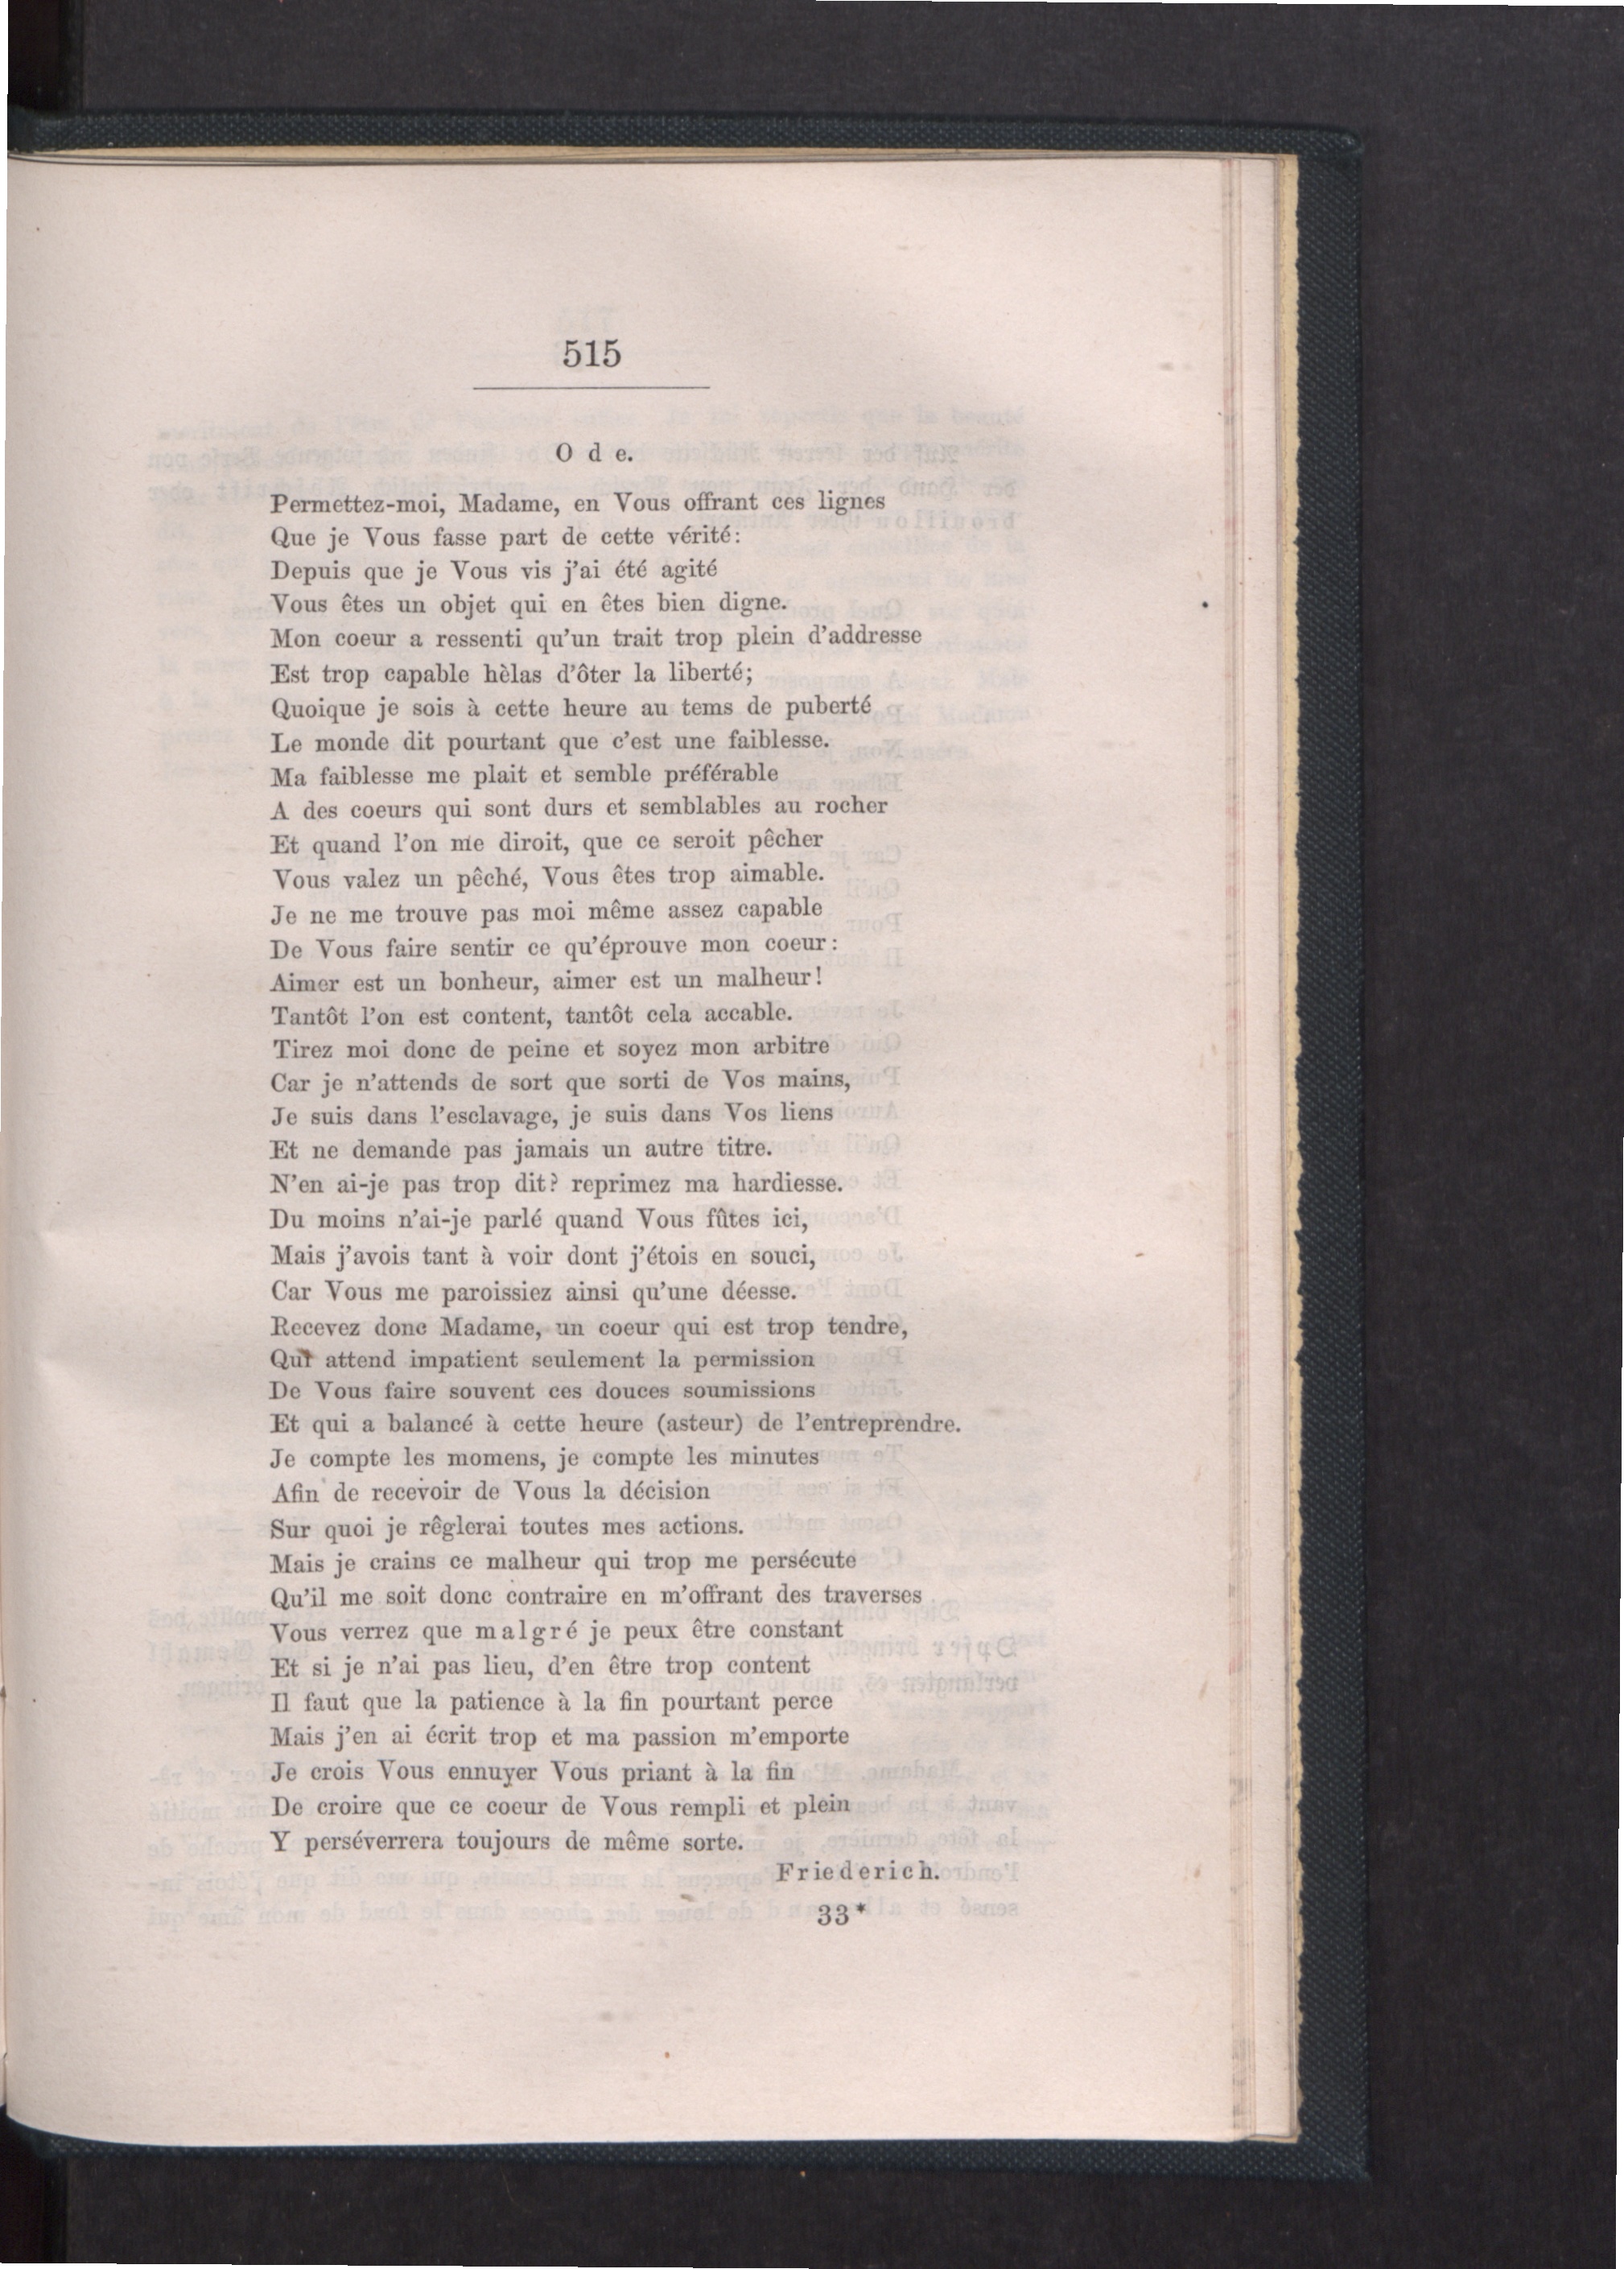 515
Ode.
Permettez-moi, Madame, en Vous offrant ces lignes
Que je Vous fasse part de cette vérité:
Depuis que je Vous vis j'ai été agité
Vous êtes un objet qui en êtes bien digne.
Mon coeur a ressenti qu'un trait trop plein d'addresse
Est trop capable hèlas d'ôter la liberté;
Quoique je sois à cette heure au tems de puberté
Le monde dit pourtant que c'est une faiblesse.
Ma faiblesse me plait et semble préférable
A des coeurs qui sont durs et semblables au rocher
Et quand l'on me diroit, que ce seroit pêcher
Vous valez un pêché, Vous êtes trop aimable.
Je ne me trouve pas moi même assez capable
De Vous faire sentir ce qu'éprouve mon coeur:
Aimer est un bonheur, aimer est un malheur!
Tantôt l'on est content, tantôt cela accable.
Tirez moi donc de peine et soyez mon arbitre
Car je n'attends de sort que sorti de Vos mains,
Je suis dans l'esclavage, je suis dans Vos liens
Et ne demande pas jamais un autre titre.
N'en ai-je pas trop dit? reprimez ma hardiesse.
Du moins n'ai-je parlé quand Vous fûtes ici,
Mais j'avois tant à voir dont j'étois en souci,
Car Vous me paroissiez ainsi qu'une déesse.
Recevez donc Madame, un coeur qui est trop tendre,
Qui attend impatient seulement la permission
De Vous faire souvent ces douces soumissions
Et qui a balancé à cette heure (asteur) de l'entreprendre.
Je compte les momens, je compte les minutes
Afin de recevoir de Vous la décision
Sur quoi je rêglerai toutes mes actions.
Mais je crains ce malheur qui trop me persécute
Qu'il me soit donc contraire en m'offrant des traverses
Vous verrez que malgré je peux être constant
Et si je n'ai pas lieu, d'en être trop content
Il faut que la patience à la fin pourtant perce
Mais j'en ai écrit trop et ma passion m'emporte
Je crois Vous ennuyer Vous priant à la fin
De croire que ce coeur de Vous rempli et plein
Y perséverrera toujours de même sorte.
Friederich.
33*